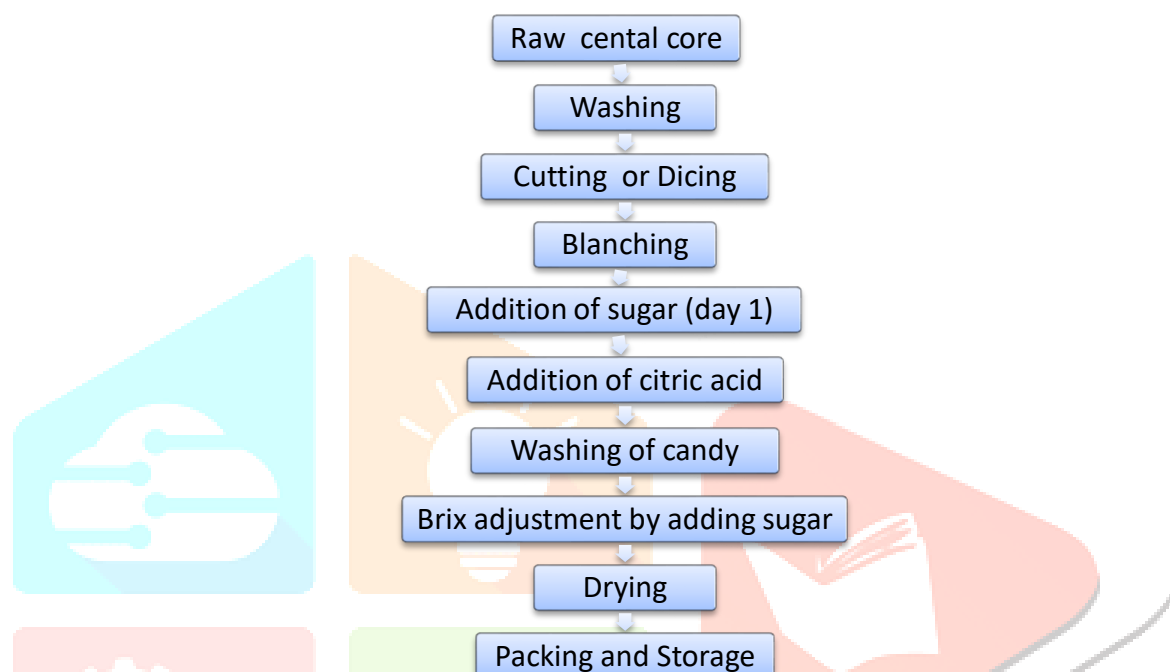 Raw cental core
Washing
Cutting or Dicing
Blanching
Addition of sugar (day 1)
Addition of citric acid
Washing of candy
Brix adjustment by adding sugar
Drying
Packing and Storage